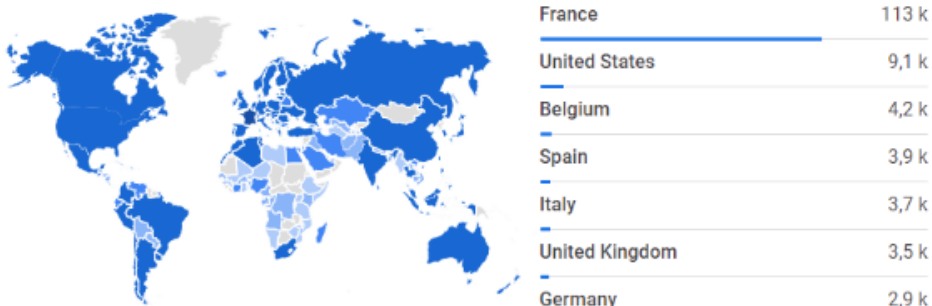 France 113 k
United States 9,1 k
Belgium 4,2 k
Spain 3,9 k
Italy 3,7 k
United Kingdom 3,5 k
Germany 2,9 k